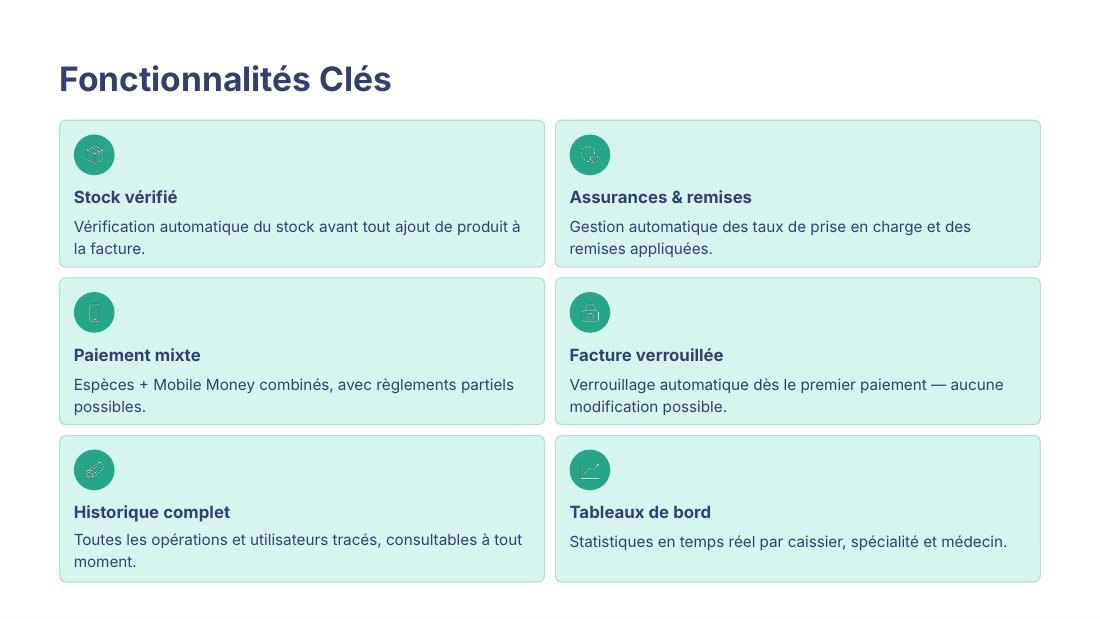 Fonctionnalités Clés
Stock vérifié
Vérification automatique du stock avant tout ajout de produit à
la facture.
Assurances & remises
Gestion automatique des taux de prise en charge et des
remises appliquées.
Paiement mixte
Espèces + Mobile Money combinés, avec règlements partiels
possibles.
Facture verrouillée
Verrouillage automatique dès le premier paiement — aucune
modification possible.
Historique complet
Toutes les opérations et utilisateurs tracés, consultables à tout
moment.
Tableaux de bord
Statistiques en temps réel par caissier, spécialité et médecin.